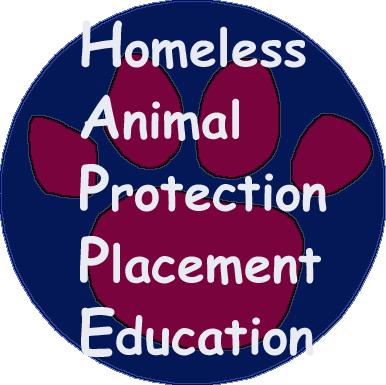 Homeless
Animal
Protection
Placement
Education